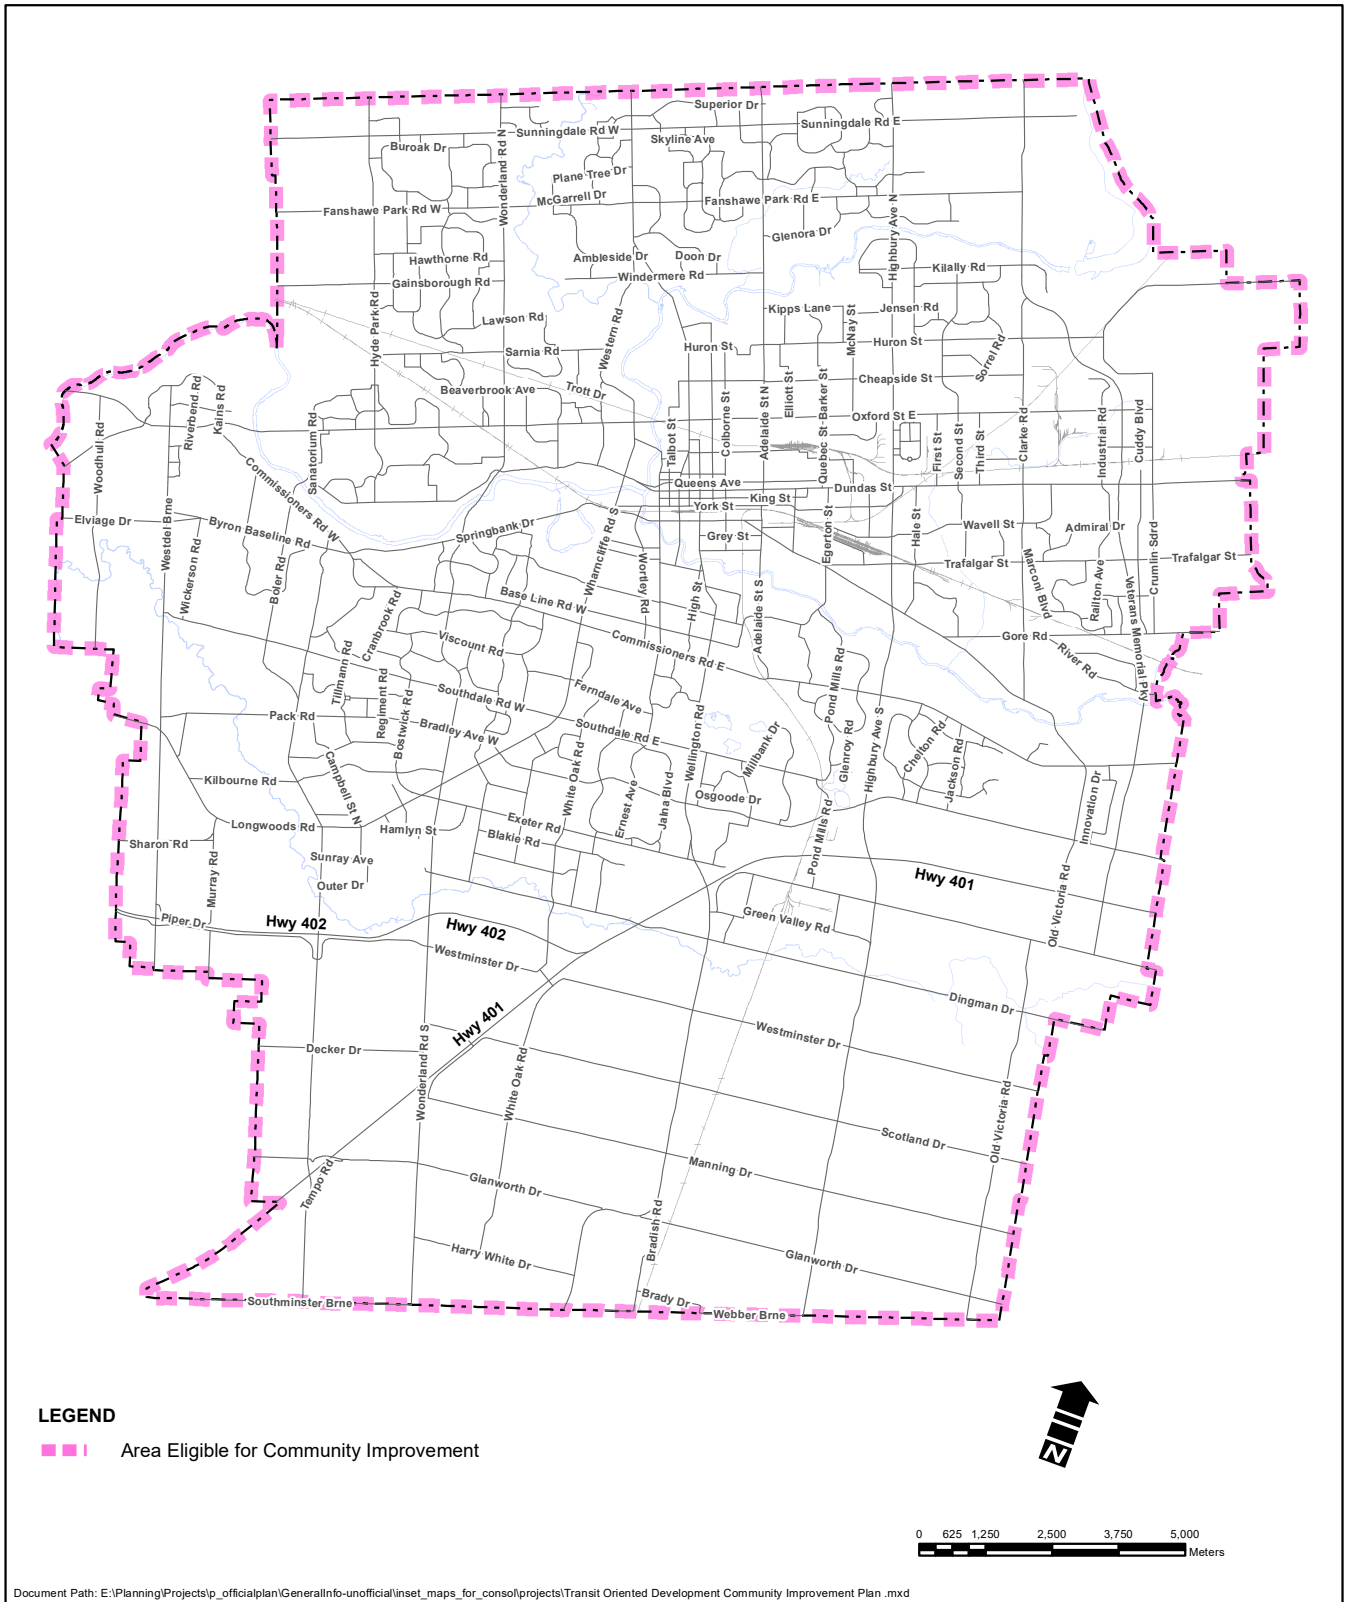 Superior Dr
Sunningdale Rd W
Sunningdale Rd E
Skyline Ave
Buroak Dr
Wonderland Rd N
Plane Tree Dr
McGarrell Dr
Fanshawe Park Rd W
Fanshawe Park Rd E
Highbury Ave N
Glenora Dr
Hawthorne Rd
Ambleside Dr
Doon Dr
Gainsborough Rd
Windermere Rd
Kilally Rd
Hyde Park Rd
Lawson Rd
Western Rd
Kipps Lane
McNay St
Jensen Rd
Sarnia Rd
Huron St
Huron St
Sorrel Rd
Beaverbrook Ave
Trott Dr
Elliott St
Barker St
Cheapside St
Riverbend Rd
Kains Rd
Sanatorium Rd
Talbot St
Colborne St
Adelaide St N
Quebec St
Oxford St E
First St
Second St
Third St
Clarke Rd
Industrial Rd
Cuddy Blvd
Woodhull Rd
Commissioners Rd W
Queens Ave
Dundas St
King St
York St
Elviage Dr
Westdel Brne
Byron Baseline Rd
Springbank Dr
Wharncliffe Rd S
Grey St
Egerton St
Hale St
Wavell St
Admiral Dr
Crumlin Sdrd
Trafalgar St
Trafalgar St
Wickerson Rd
Boler Rd
Wortley Rd
High St
Adelaide St S
Marconi Blvd
Railton Ave
Veterans Memorial Pky
Base Line Rd W
Cranbrook Rd
Viscount Rd
Commissioners Rd E
Gore Rd
River Rd
Tillmann Rd
Regiment Rd
Bostwick Rd
Southdale Rd W
Ferndale Ave
Pond Mills Rd
Pack Rd
Bradley Ave W
Southdale Rd E
Wellington Rd
Millbank Dr
Glenroy Rd
Highbury Ave S
Chelton Rd
Jackson Rd
Kilbourne Rd
Campbell St N
White Oak Rd
Ernest Ave
Jalna Blvd
Osgoode Dr
Innovation Dr
Longwoods Rd
Hamlyn St
Exeter Rd
Blakie Rd
Pond Mills Rd
Sharon Rd
Murray Rd
Sunray Ave
Outer Dr
Hwy 401
Old Victoria Rd
Piper Dr
Hwy 402
Hwy 402
Green Valley Rd
Westminster Dr
Dingman Dr
Hwy 401
Westminster Dr
Decker Dr
Wonderland Rd S
White Oak Rd
Old Victoria Rd
Scotland Dr
Manning Dr
Tempo Rd
Glanworth Dr
Bradish Rd
Harry White Dr
Glanworth Dr
Southminster Brne
Brady Dr
Webber Brne
N
LEGEND
Area Eligible for Community Improvement
0 625 1,250 2,500 3,750 5,000
Meters
Document Path: E:\Planning\Projects\p_officialplan\GeneralInfo-unofficial\inset_maps_for_consol\projects\Transit Oriented Development Community Improvement Plan .mxd